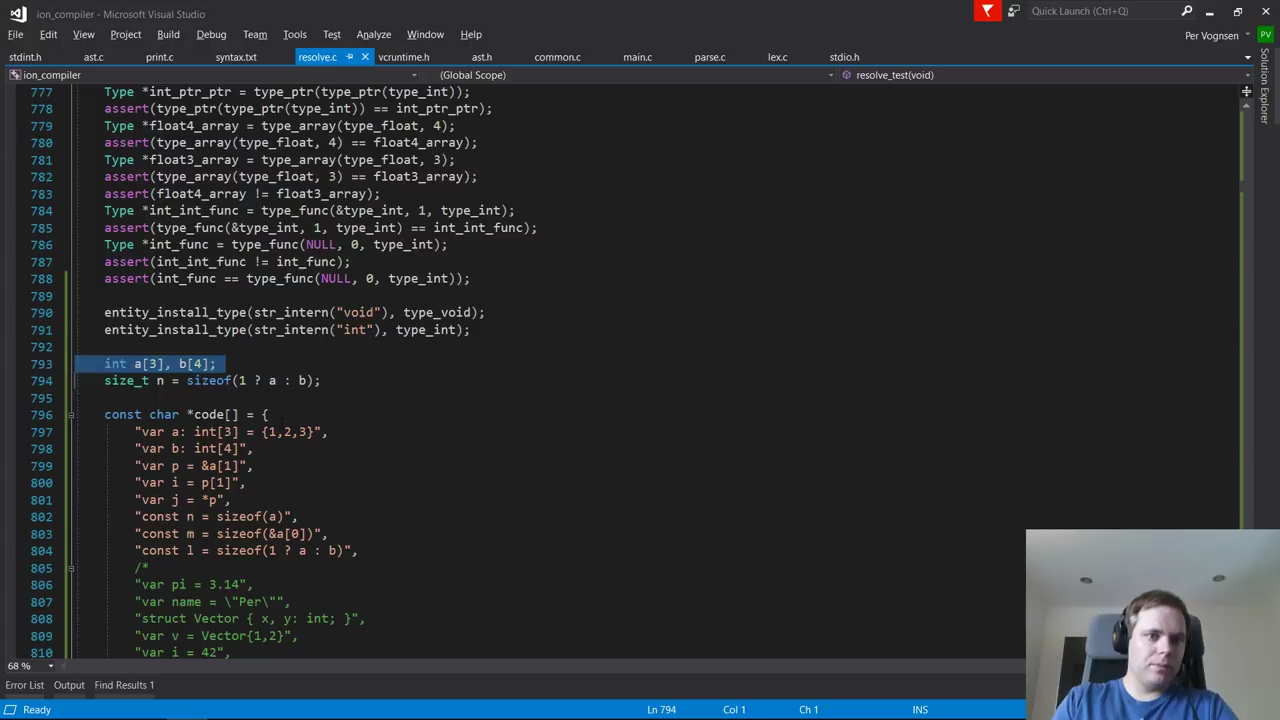 ion_compiler - Microsoft Visual Studio
Quick Launch (Ctrl+Q)
File Edit View Project Build Debug Team Tools Test Analyze Window Help
Per Vognsen PV
stdint.h ast.c print.c syntax.txt resolve.c vcruntime.h ast.h common.c main.c parse.c lex.c stdio.h
Solution Explorer
ion_compiler (Global Scope) resolve_test(void)
777 Type *int_ptr_ptr = type_ptr(type_ptr(type_int));
778 assert(type_ptr(type_ptr(type_int)) == int_ptr_ptr);
779 Type *float4_array = type_array(type_float, 4);
780 assert(type_array(type_float, 4) == float4_array);
781 Type *float3_array = type_array(type_float, 3);
782 assert(type_array(type_float, 3) == float3_array);
783 assert(float4_array != float3_array);
784 Type *int_int_func = type_func(&type_int, 1, type_int);
785 assert(type_func(&type_int, 1, type_int) == int_int_func);
786 Type *int_func = type_func(NULL, 0, type_int);
787 assert(int_int_func != int_func);
788 assert(int_func == type_func(NULL, 0, type_int));
789
790 entity_install_type(str_intern("void"), type_void);
791 entity_install_type(str_intern("int"), type_int);
792
793 int a[3], b[4];
794 size_t n = sizeof(1 ? a : b);
795
796 const char *code[] = {
797 "var a: int[3] = {1,2,3}",
798 "var b: int[4]",
799 "var p = &a[1]",
800 "var i = p[1]",
801 "var j = *p",
802 "const n = sizeof(a)",
803 "const m = sizeof(&a[0])",
804 "const l = sizeof(1 ? a : b)",
805 /*
806 "var pi = 3.14",
807 "var name = \"Per\"",
808 "struct Vector { x, y: int; }",
809 "var v = Vector{1,2}",
810 "var i = 42",
68 %
Error List Output Find Results 1
Ready Ln 794 Col 1 Ch 1 INS